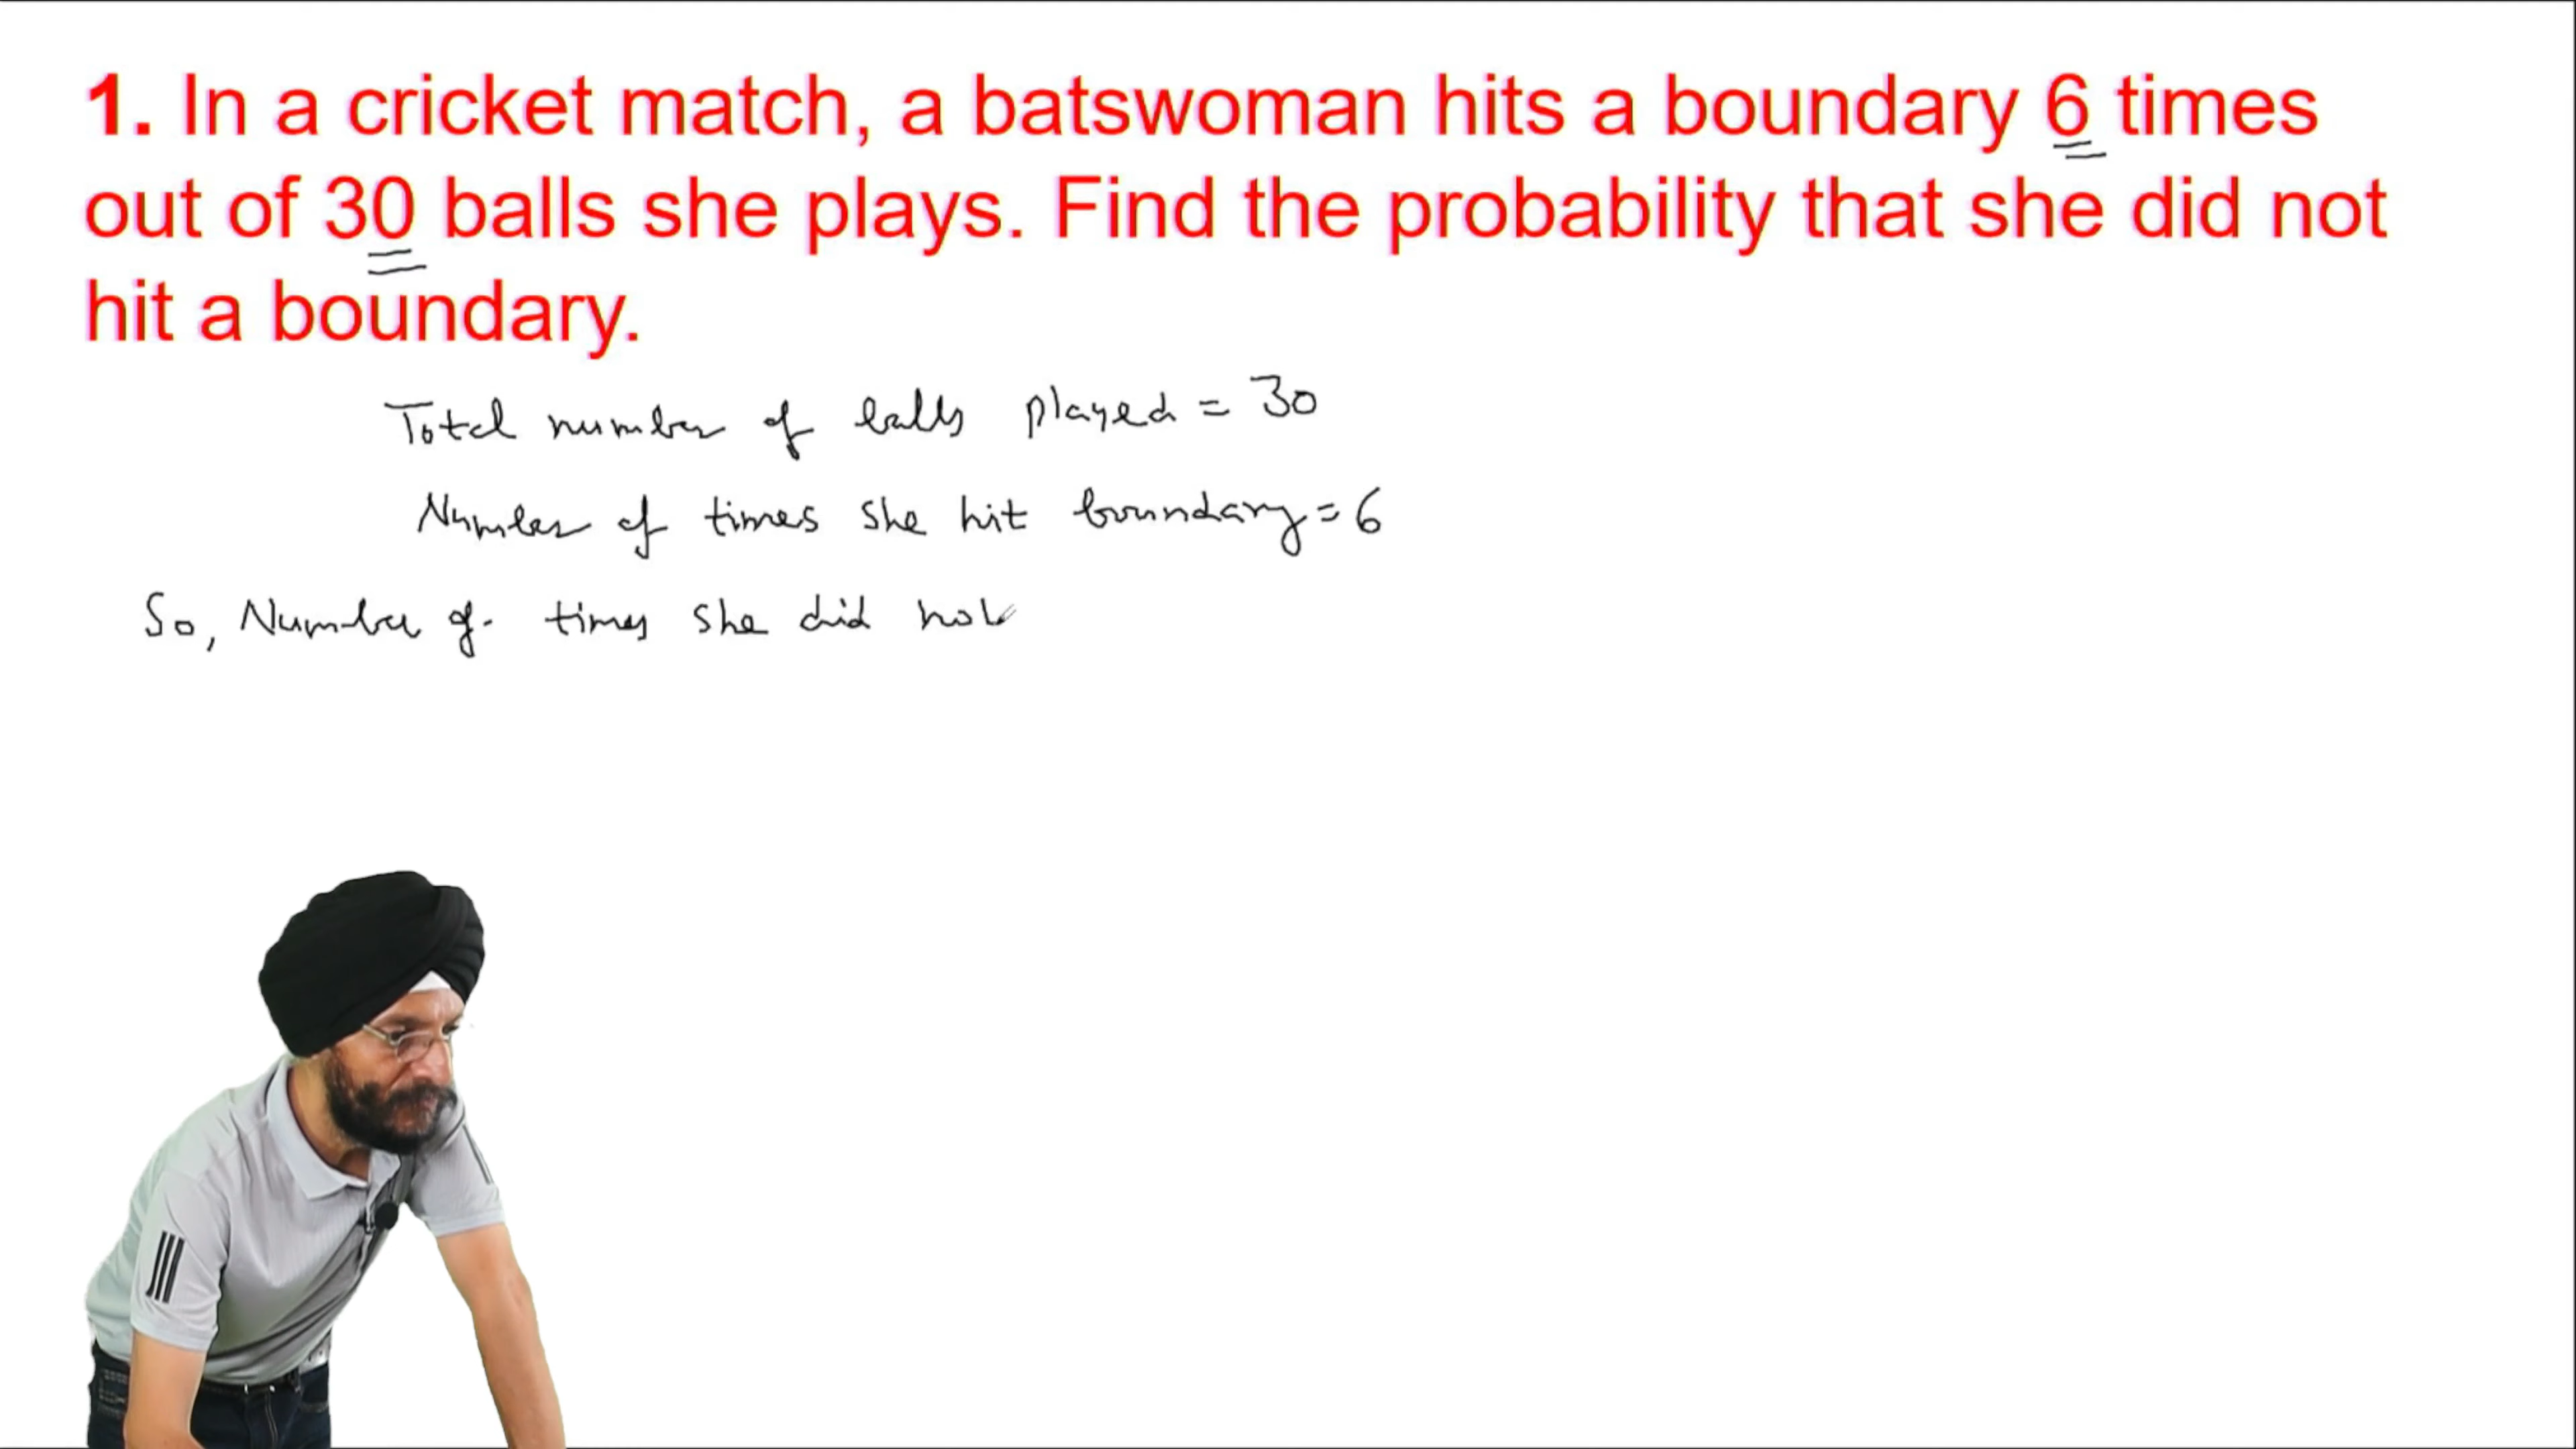 1. In a cricket match, a batswoman hits a boundary 6 times
out of 30 balls she plays. Find the probability that she did not
hit a boundary.
Total number of balls played = 30
Number of times she hit boundary = 6
So, Number of times she did not